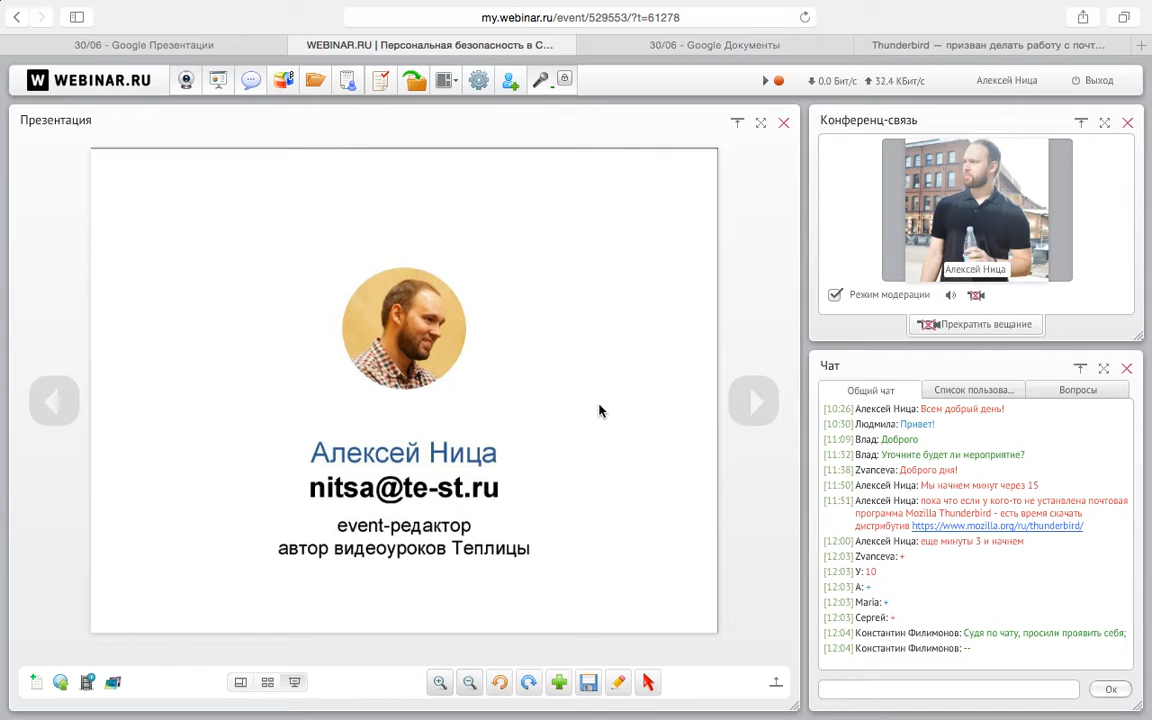 my.webinar.ru/event/529553/?t=61278
30/06 - Google Презентации
WEBINAR.RU | Персональная безопасность в С...
30/06 - Google Документы
Thunderbird — призван делать работу с почт...
W WEBINAR.RU
0.0 Бит/с
32.4 КБит/с
Алексей Ница
Выход
Презентация
Алексей Ница
nitsa@te-st.ru
event-редактор
автор видеоуроков Теплицы
Конференц-связь
Алексей Ница
Режим модерации
Прекратить вещание
Чат
Общий чат
Список пользова...
Вопросы
[10:26] Алексей Ница: Всем добрый день!
[10:30] Людмила: Привет!
[11:09] Влад: Доброго
[11:32] Влад: Уточните будет ли мероприятие?
[11:38] Zvanceva: Доброго дня!
[11:50] Алексей Ница: Мы начнем минут через 15
[11:51] Алексей Ница: пока что если у кого-то не уставлена почтовая
программа Mozilla Thunderbird - есть время скачать
дистрибутив https://www.mozilla.org/ru/thunderbird/
[12:00] Алексей Ница: еще минуты 3 и начнем
[12:03] Zvanceva: +
[12:03] У: 10
[12:03] А: +
[12:03] Maria: +
[12:03] Сергей: +
[12:04] Константин Филимонов: Судя по чату, просили проявить себя;
[12:04] Константин Филимонов: --
Ок